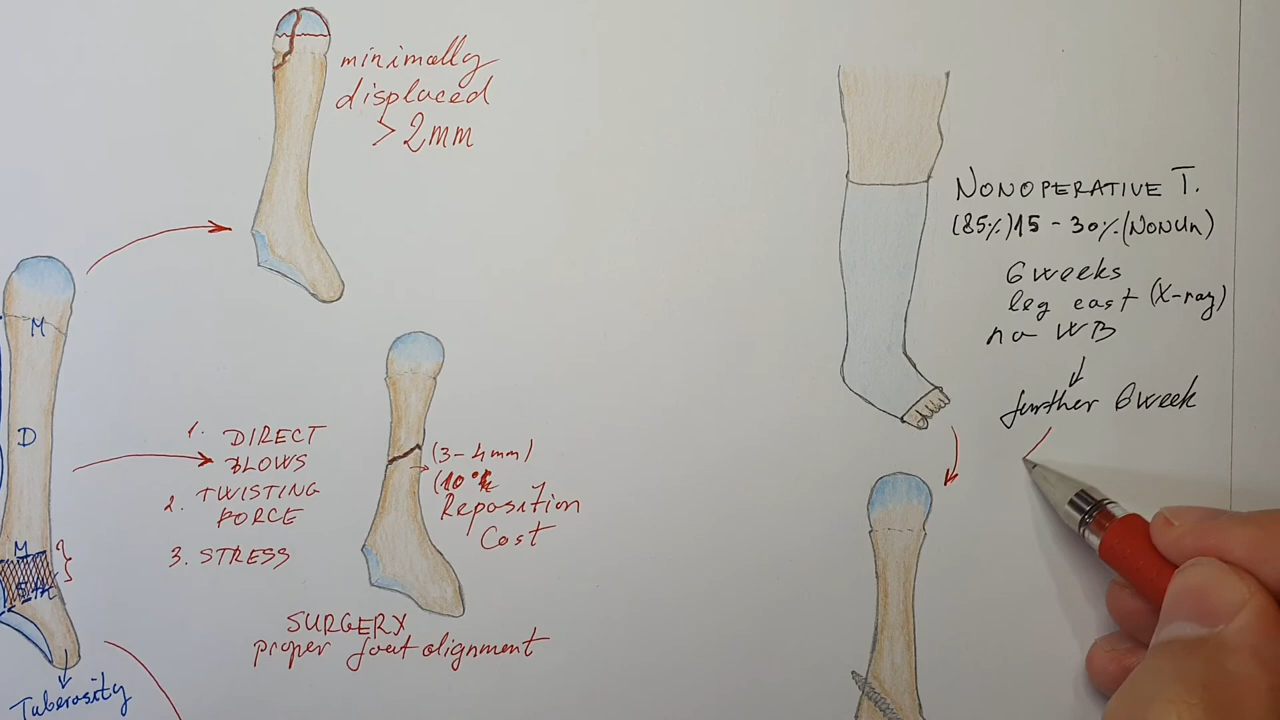 minimally
displaced
> 2mm
M
D
M
1. DIRECT
BLOWS
2. TWISTING
FORCE
3. STRESS
(3-4mm)
(10°
Reposition
Cast
SURGERY
proper foot alignment
Tuberosity
NONOPERATIVE T.
(85%) 15 - 30% (NONUn)
6 weeks
leg cast (X-ray)
no WB
further 6 week